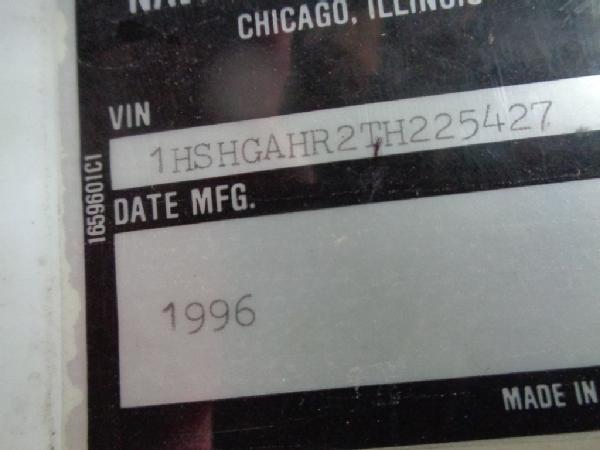 CHICAGO, ILLINOIS
VIN
1HSHGAHR2TH225427
1659601C1
DATE MFG.
1996
MADE IN